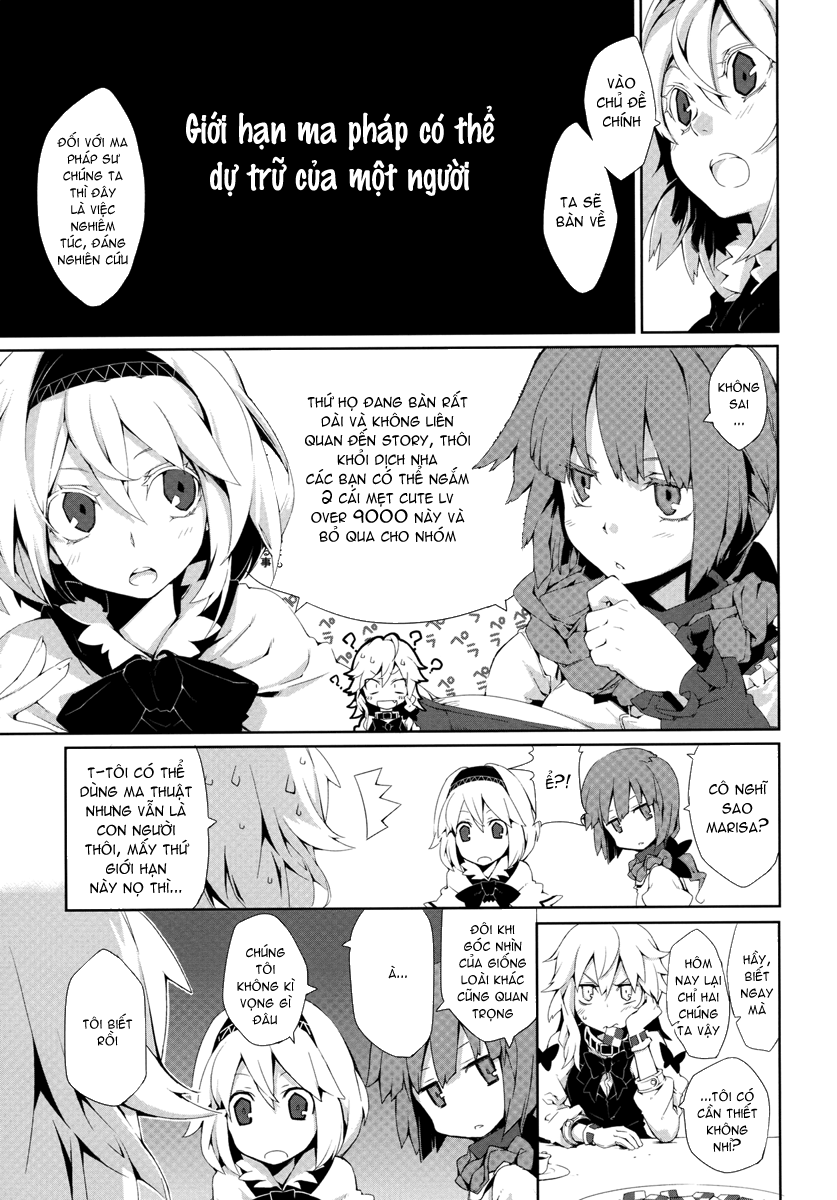 VÀO
CHỦ ĐỀ
CHÍNH
TA SẼ
BÀN VỀ
Giới hạn ma pháp có thể
dự trữ của một người
ĐỐI VỚI MA
PHÁP SƯ
CHÚNG TA
THÌ ĐÂY
LÀ VIỆC
NGHIÊM
TÚC, ĐÁNG
NGHIÊN CỨU
KHÔNG
SAI
...
THỨ HỌ ĐANG BÀN RẤT
DÀI VÀ KHÔNG LIÊN
QUAN ĐẾN STORY, THÔI
KHỎI DỊCH NHA
CÁC BẠN CÓ THỂ NGẮM
2 CÁI MẸT CUTE LV
OVER 9000 NÀY VÀ
BỎ QUA CHO NHÓM
? ? ? ?
CÔ NGHĨ
SAO
MARISA?
Ể?!
T-TÔI CÓ THỂ
DÙNG MA THUẬT
NHƯNG VẪN LÀ
CON NGƯỜI
THÔI, MẤY THỨ
GIỚI HẠN
NÀY NỌ THÌ...
HẦY,
BIẾT
NGAY
MÀ
HÔM
NAY LẠI
CHỈ HAI
CHÚNG
TA VẬY
...TÔI CÓ
CẦN THIẾT
KHÔNG
NHỈ?
ĐÔI KHI
GÓC NHÌN
CỦA GIỐNG
LOÀI KHÁC
CŨNG QUAN
TRỌNG
À...
CHÚNG
TÔI
KHÔNG KÌ
VỌNG GÌ
ĐÂU
TÔI BIẾT
RỒI